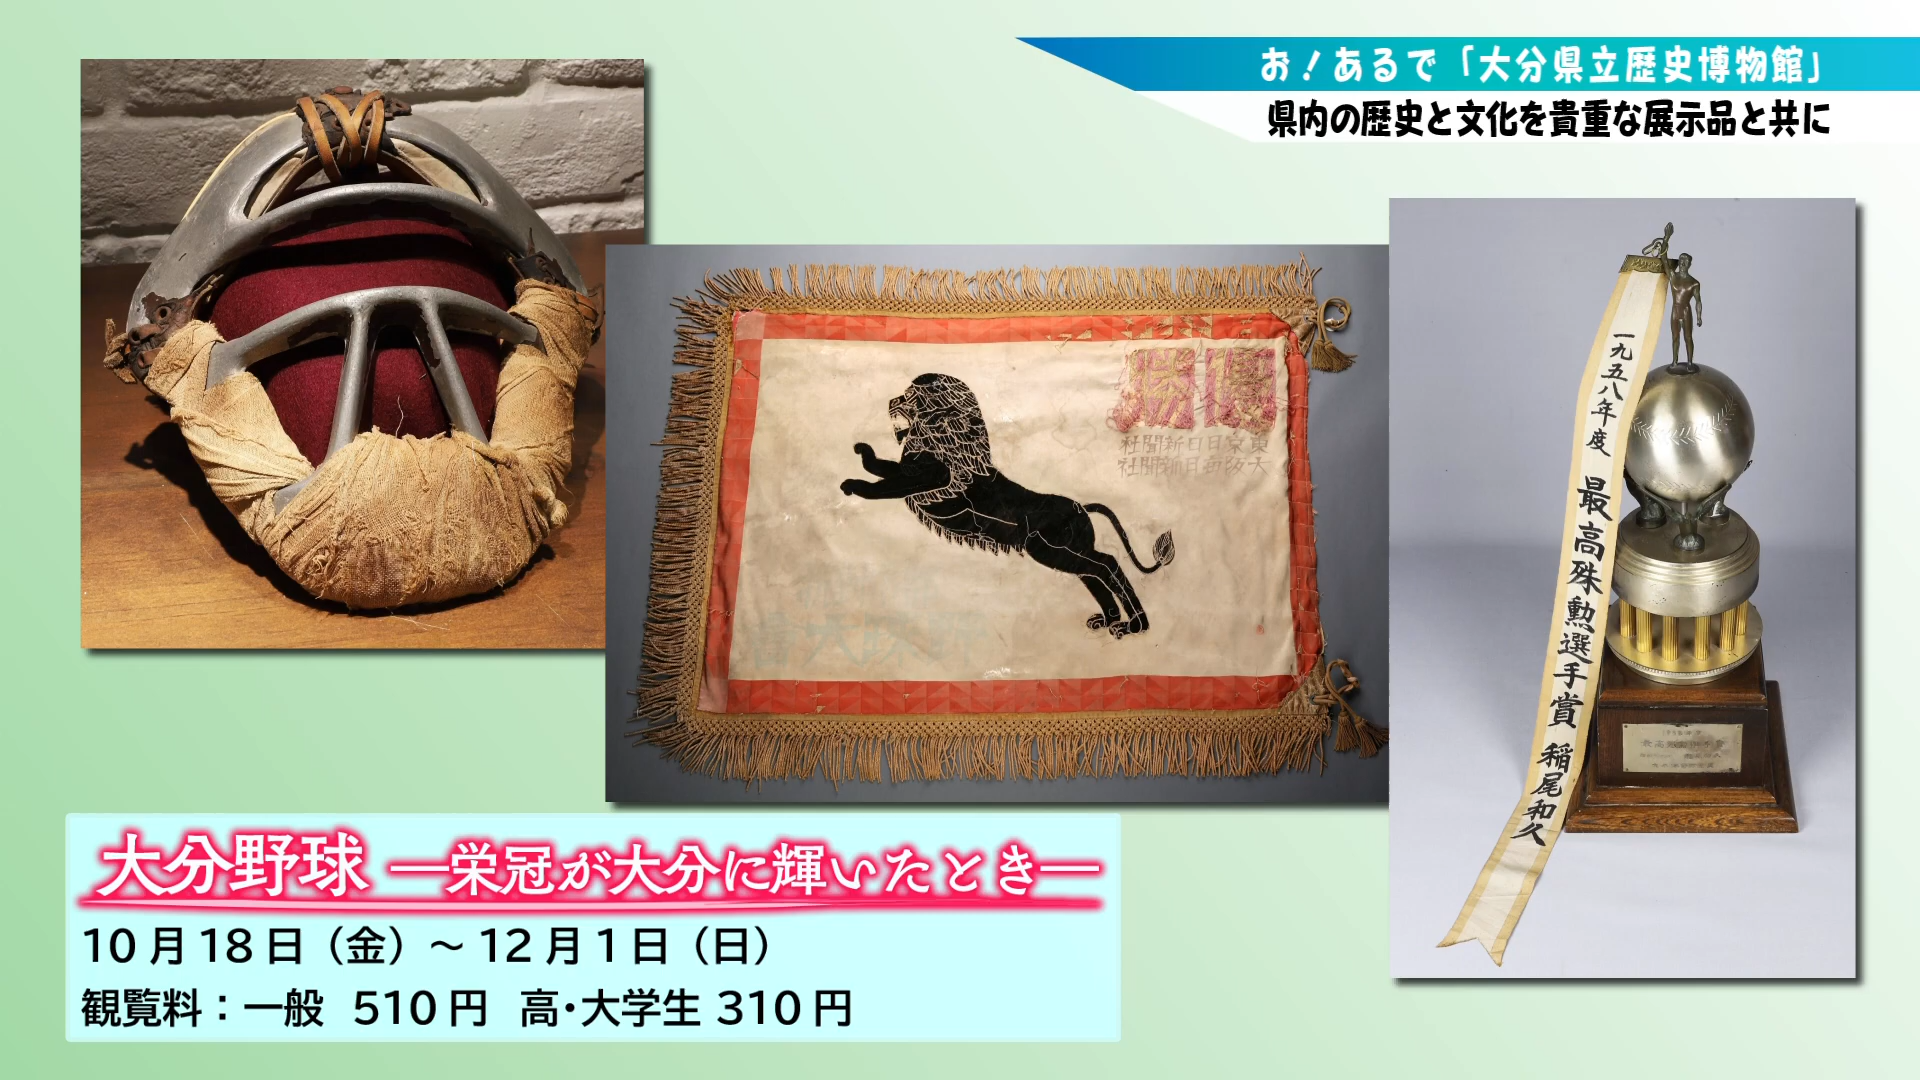 お！あるで「大分県立歴史博物館」
県内の歴史と文化を貴重な展示品と共に
勝優
社聞新日日京東
社聞新日毎阪大
一九五八年度 最高殊勲選手賞 稲尾和久
大分野球 ―栄冠が大分に輝いたとき―
10月18日（金）～12月1日（日）
観覧料：一般 510円 高・大学生 310円